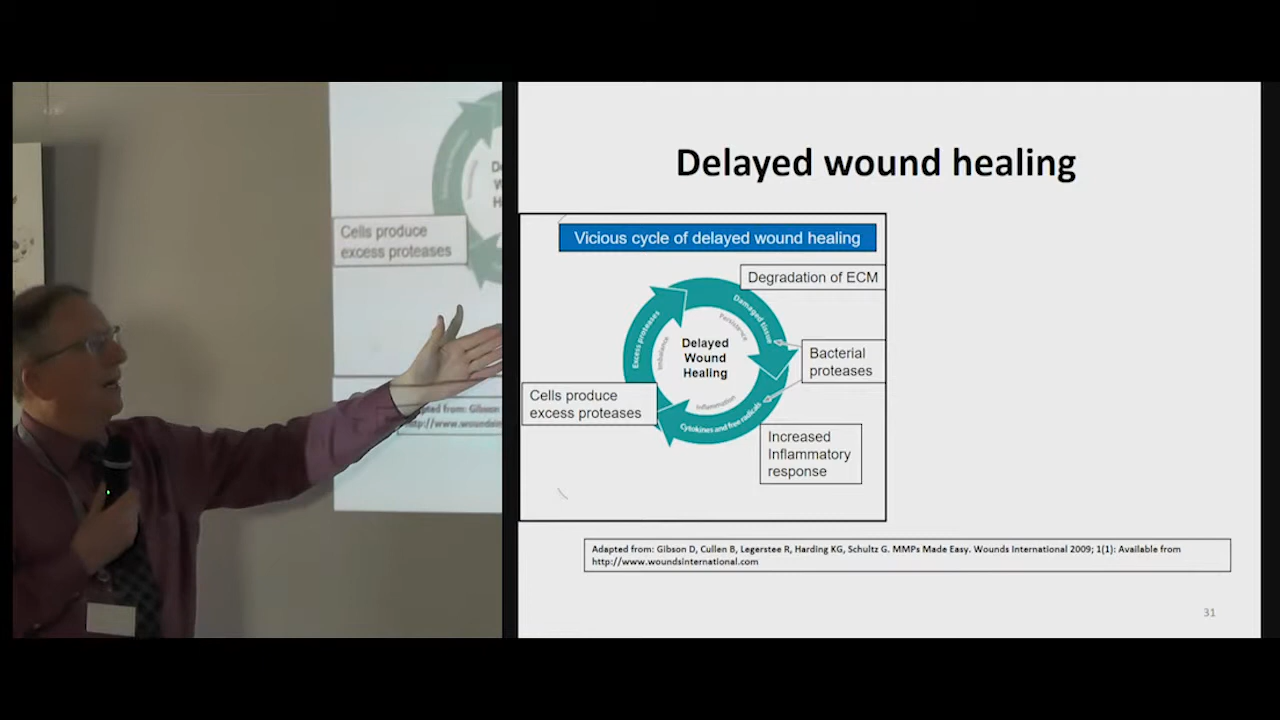 Cells produce
excess proteases
Delayed wound healing
Vicious cycle of delayed wound healing
Degradation of ECM
Damaged tissue
Persistence
Excess proteases
Imbalance
Delayed
Wound
Healing
Bacterial
proteases
Cells produce
excess proteases
Inflammation
Cytokines and free radicals
Increased
Inflammatory
response
Adapted from: Gibson D, Cullen B, Legerstee R, Harding KG, Schultz G. MMPs Made Easy. Wounds International 2009; 1(1): Available from
http://www.woundsinternational.com
31